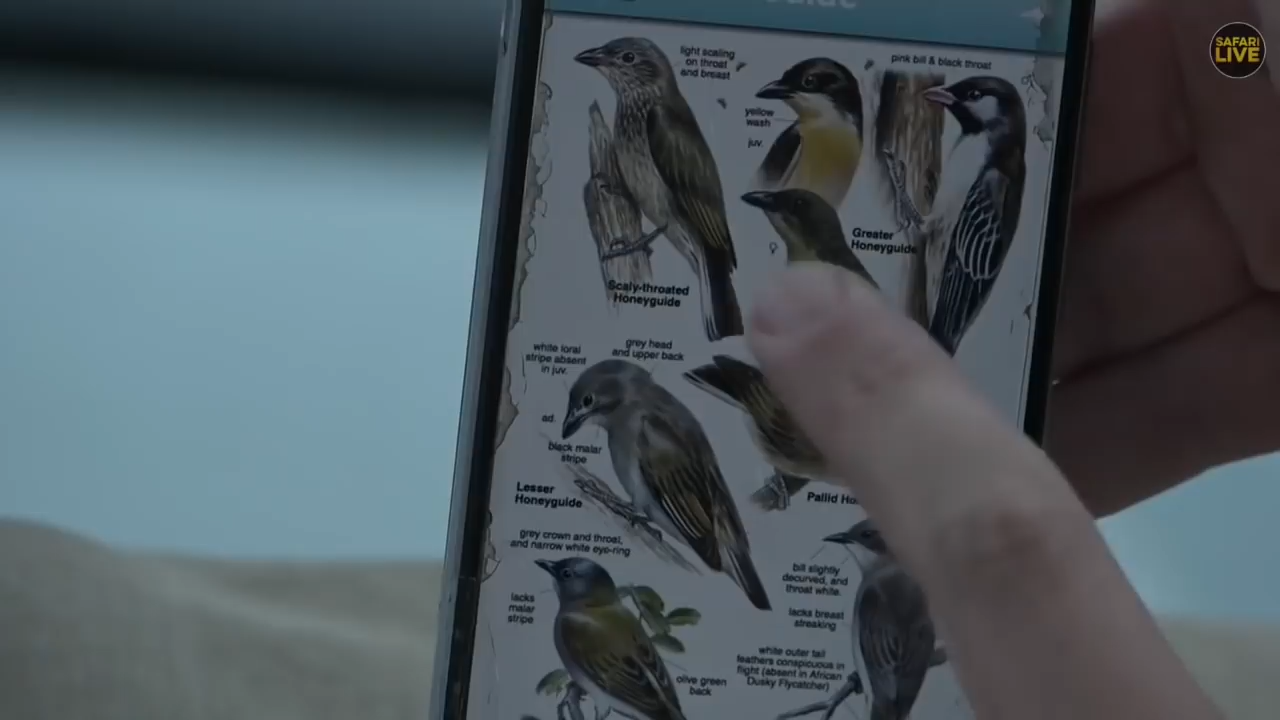 SAFARI
LIVE
light scaling
on throat
and breast
pink bill & black throat
yellow
wash
juv.
♀
Greater
Honeyguide
Scaly-throated
Honeyguide
white loral
stripe absent
in juv.
grey head
and upper back
ad.
black malar
stripe
Lesser
Honeyguide
Pallid
grey crown and throat,
and narrow white eye-ring
lacks
malar
stripe
olive green
back
bill slightly
decurved, and
throat white.
lacks breast
streaking
white outer tail
feathers conspicuous in
flight (absent in African
Dusky Flycatcher)